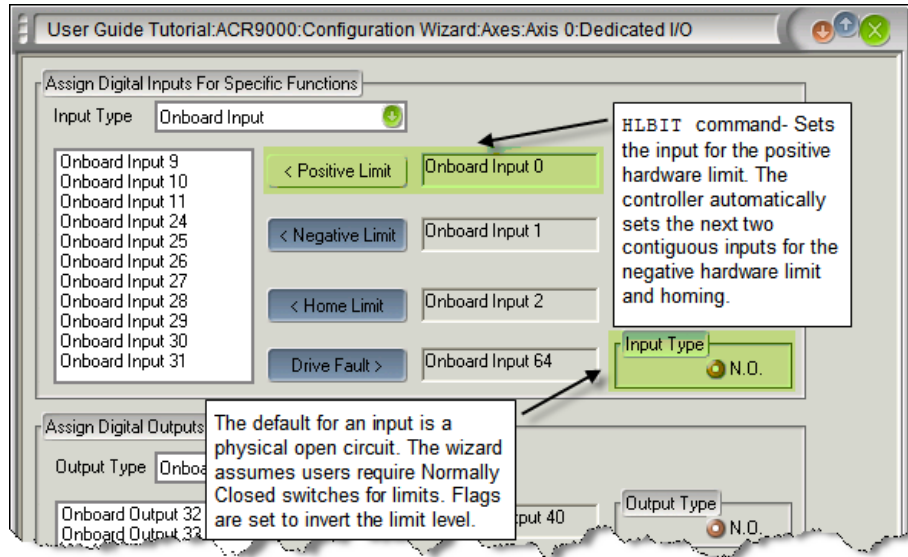 User Guide Tutorial:ACR9000:Configuration Wizard:Axes:Axis 0:Dedicated I/O
Assign Digital Inputs For Specific Functions
Input Type
Onboard Input
Onboard Input 9
Onboard Input 10
Onboard Input 11
Onboard Input 24
Onboard Input 25
Onboard Input 26
Onboard Input 27
Onboard Input 28
Onboard Input 29
Onboard Input 30
Onboard Input 31
< Positive Limit
Onboard Input 0
< Negative Limit
Onboard Input 1
< Home Limit
Onboard Input 2
Drive Fault >
Onboard Input 64
HLBIT command- Sets
the input for the positive
hardware limit. The
controller automatically
sets the next two
contiguous inputs for the
negative hardware limit
and homing.
Input Type
N.O.
The default for an input is a
physical open circuit. The wizard
assumes users require Normally
Closed switches for limits. Flags
are set to invert the limit level.
Assign Digital Outputs
Output Type
Onboard Output 32
Onboard Output 33
40
Output Type
N.O.